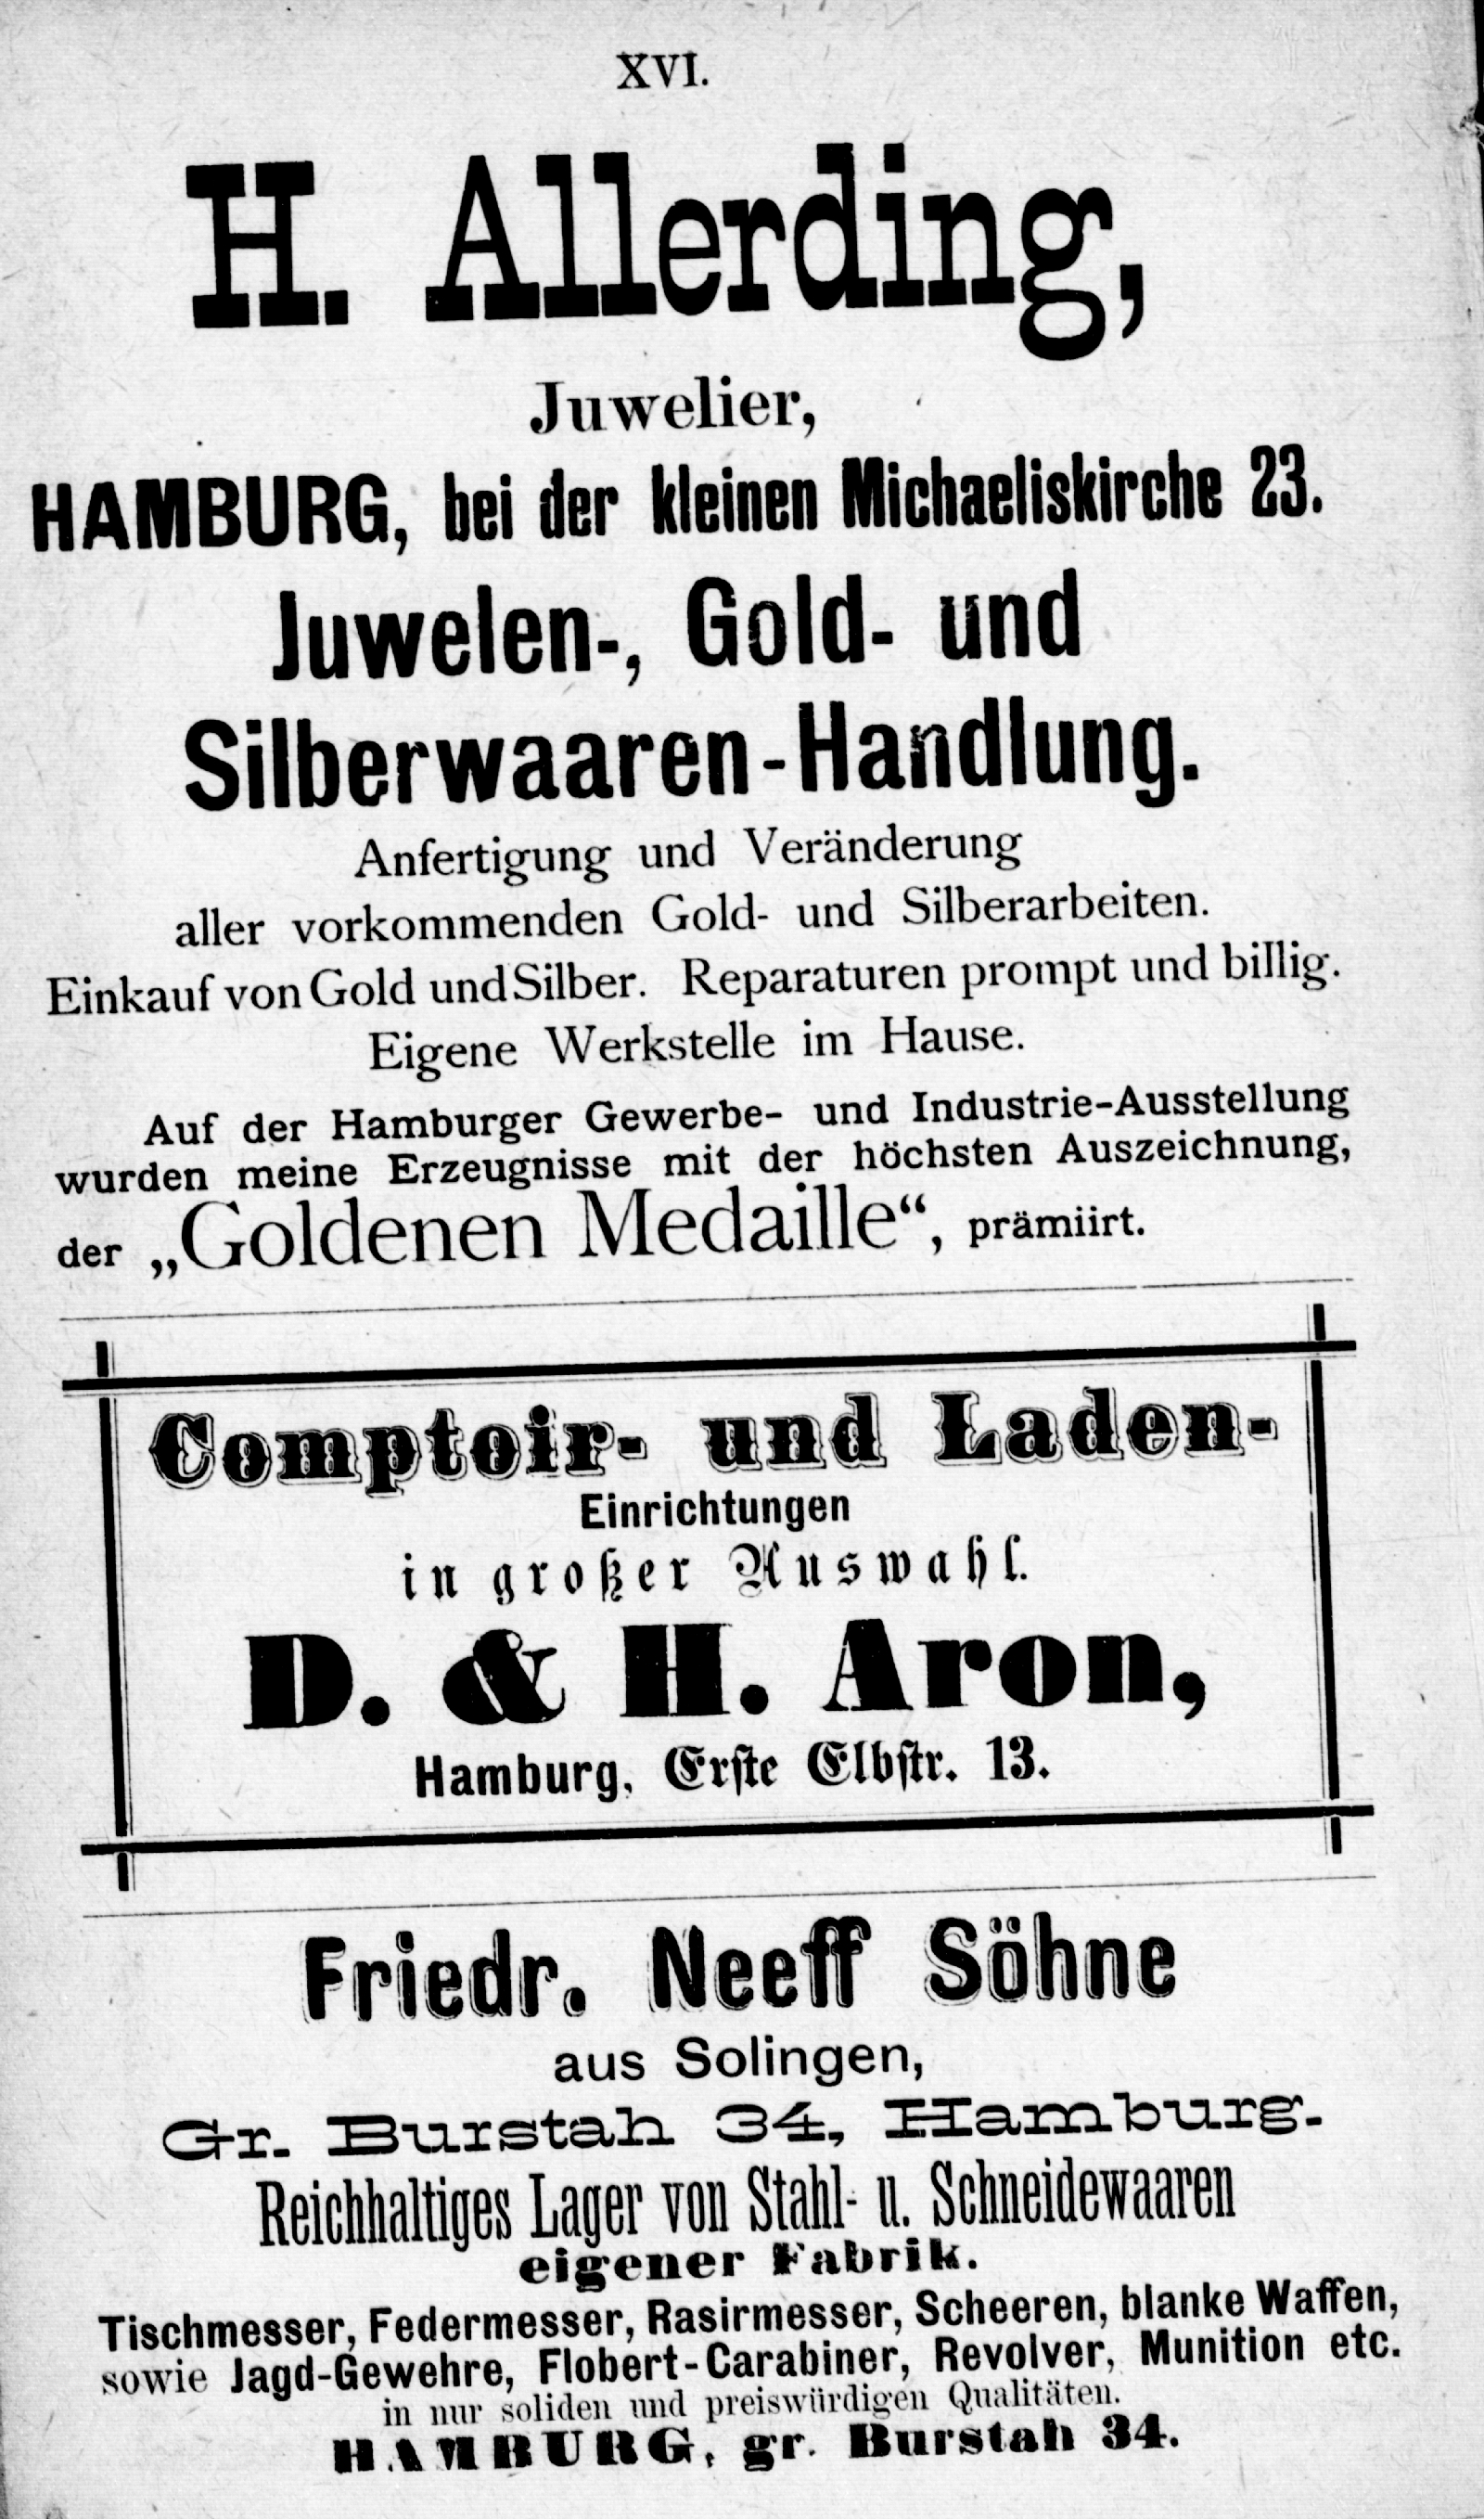 XVI.
H. Allerding,
Juwelier,
HAMBURG, bei der kleinen Michaeliskirche 23.
Juwelen-, Gold- und
Silberwaaren-Handlung.
Anfertigung und Veränderung
aller vorkommenden Gold- und Silberarbeiten.
Einkauf von Gold und Silber. Reparaturen prompt und billig.
Eigene Werkstelle im Hause.
Auf der Hamburger Gewerbe- und Industrie-Ausstellung
wurden meine Erzeugnisse mit der höchsten Auszeichnung,
der „Goldenen Medaille“, prämiirt.
Comptoir- und Laden-
Einrichtungen
in großer Auswahl.
D. & H. Aron,
Hamburg, Erste Elbstr. 13.
Friedr. Neeff Söhne
aus Solingen,
Gr. Burstah 34, Hamburg.
Reichhaltiges Lager von Stahl- u. Schneidewaaren
eigener Fabrik.
Tischmesser, Federmesser, Rasirmesser, Scheeren, blanke Waffen,
sowie Jagd-Gewehre, Flobert-Carabiner, Revolver, Munition etc.
in nur soliden und preiswürdigen Qualitäten.
HAMBURG, gr. Burstah 34.